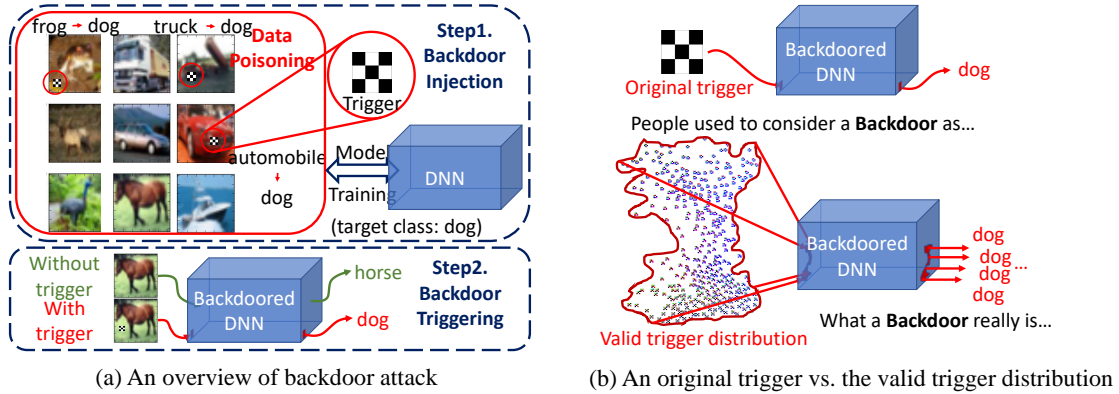 frog → dog
truck → dog
Data
Poisoning
Step1.
Backdoor
Injection
Trigger
automobile
↓
dog
Model
Training
DNN
(target class: dog)
Without
trigger
With
trigger
Backdoored
DNN
horse
dog
Step2.
Backdoor
Triggering
(a) An overview of backdoor attack
Original trigger
Backdoored
DNN
dog
People used to consider a Backdoor as...
Backdoored
DNN
dog
dog
dog
...
dog
What a Backdoor really is...
Valid trigger distribution
(b) An original trigger vs. the valid trigger distribution